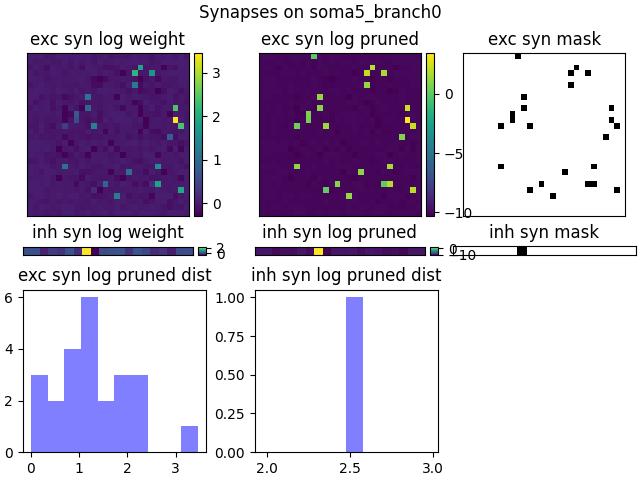 Synapses on soma5_branch0
exc syn log weight
exc syn log pruned
exc syn mask
3
2
1
0
0
−5
−10
inh syn log weight
inh syn log pruned
inh syn mask
2
0
0
10
exc syn log pruned dist
inh syn log pruned dist
6
4
2
0
0 1 2 3
1.00
0.75
0.50
0.25
0.00
2.0 2.5 3.0